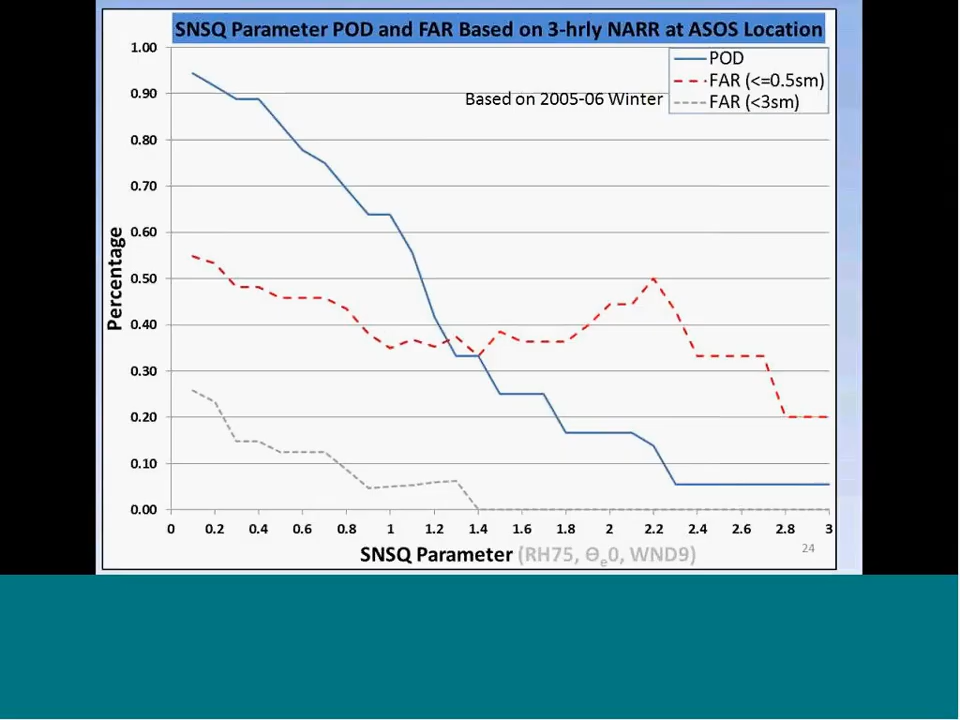 SNSQ Parameter POD and FAR Based on 3-hrly NARR at ASOS Location
POD
FAR (<=0.5sm)
FAR (<3sm)
Based on 2005-06 Winter
Percentage
1.00
0.90
0.80
0.70
0.60
0.50
0.40
0.30
0.20
0.10
0.00
0 0.2 0.4 0.6 0.8 1 1.2 1.4 1.6 1.8 2 2.2 2.4 2.6 2.8 3
SNSQ Parameter (RH75, Ɵe0, WND9)
24